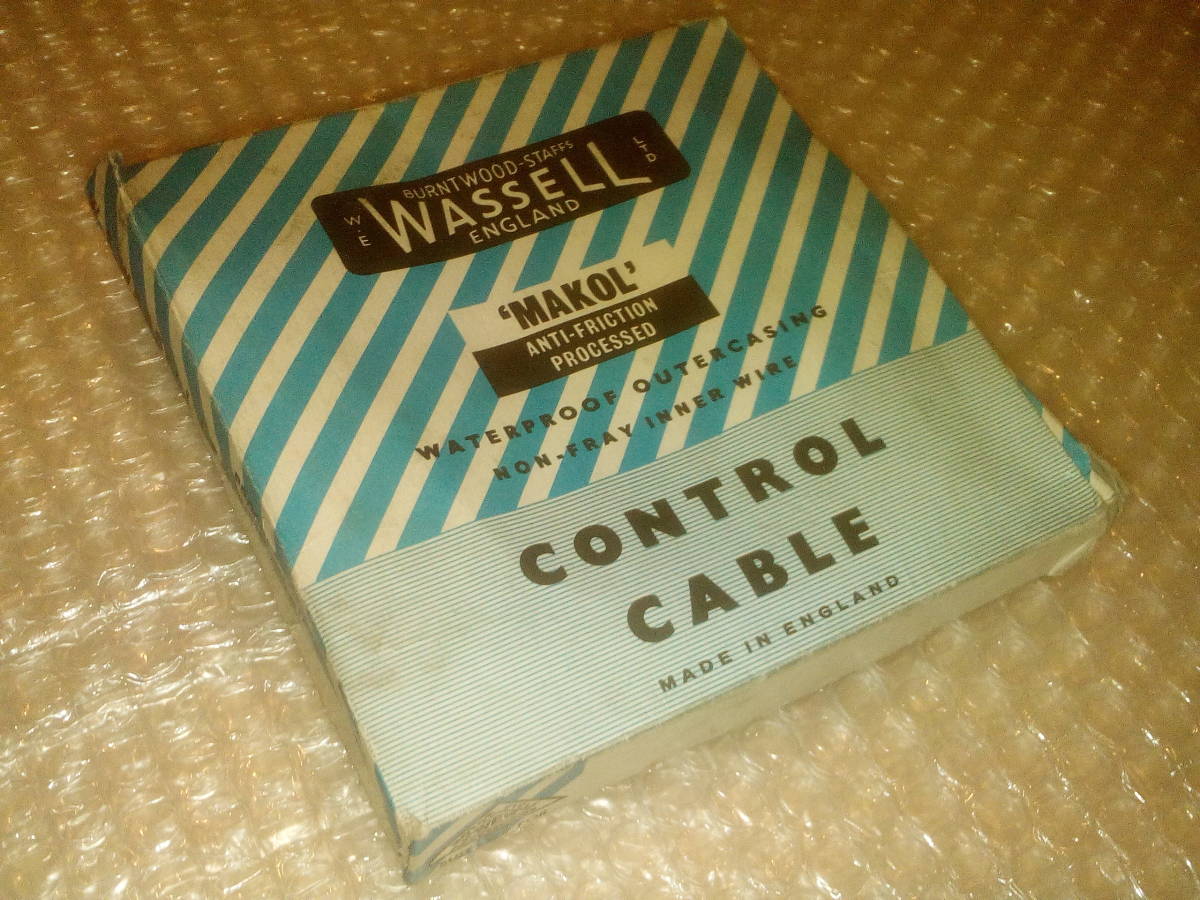 BURNTWOOD-STAFFS
W.E WASSELL LTD
ENGLAND
'MAKOL'
ANTI-FRICTION
PROCESSED
WATERPROOF OUTERCASING
NON-FRAY INNER WIRE
CONTROL
CABLE
MADE IN ENGLAND